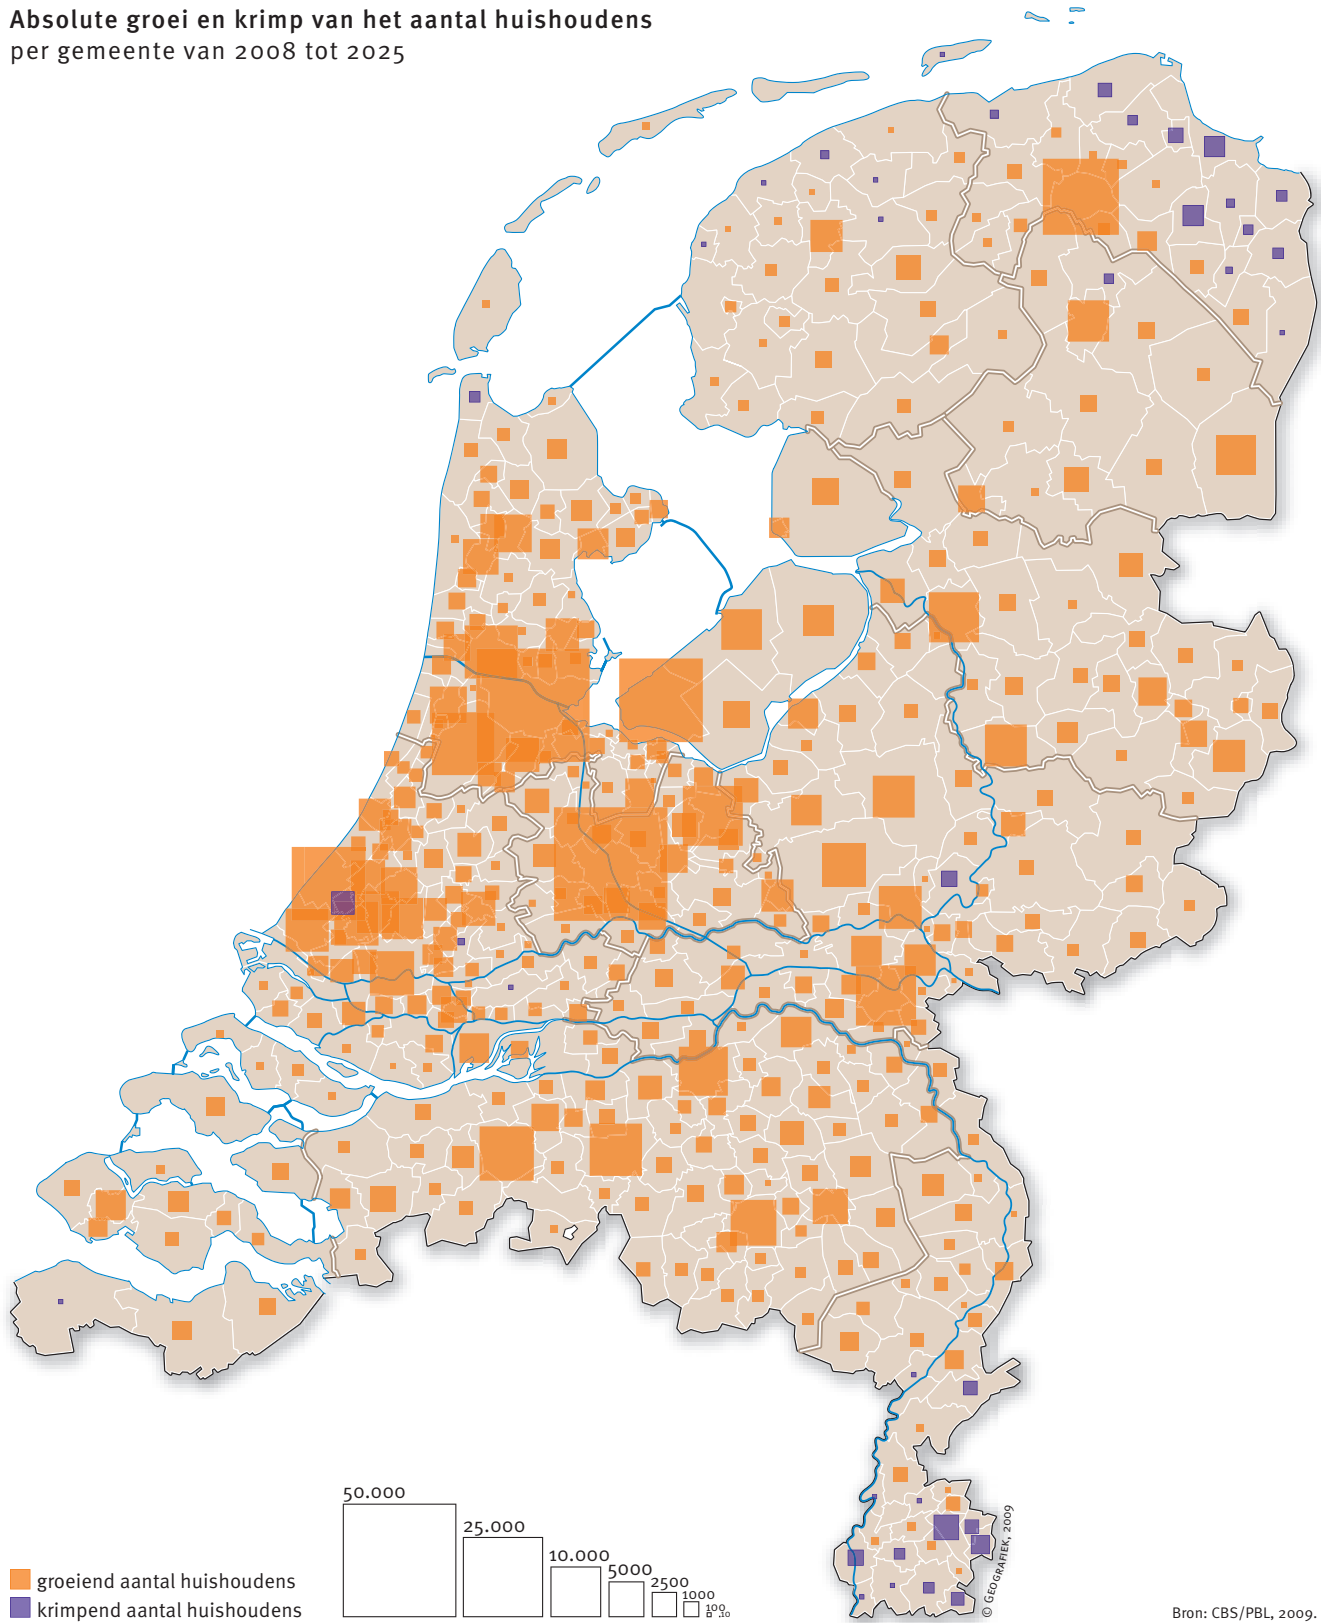 Absolute groei en krimp van het aantal huishoudens
per gemeente van 2008 tot 2025
50.000
25.000
10.000
5000
2500
1000
100
10
groeiend aantal huishoudens
krimpend aantal huishoudens
© Geografiek, 2009
Bron: CBS/PBL, 2009.